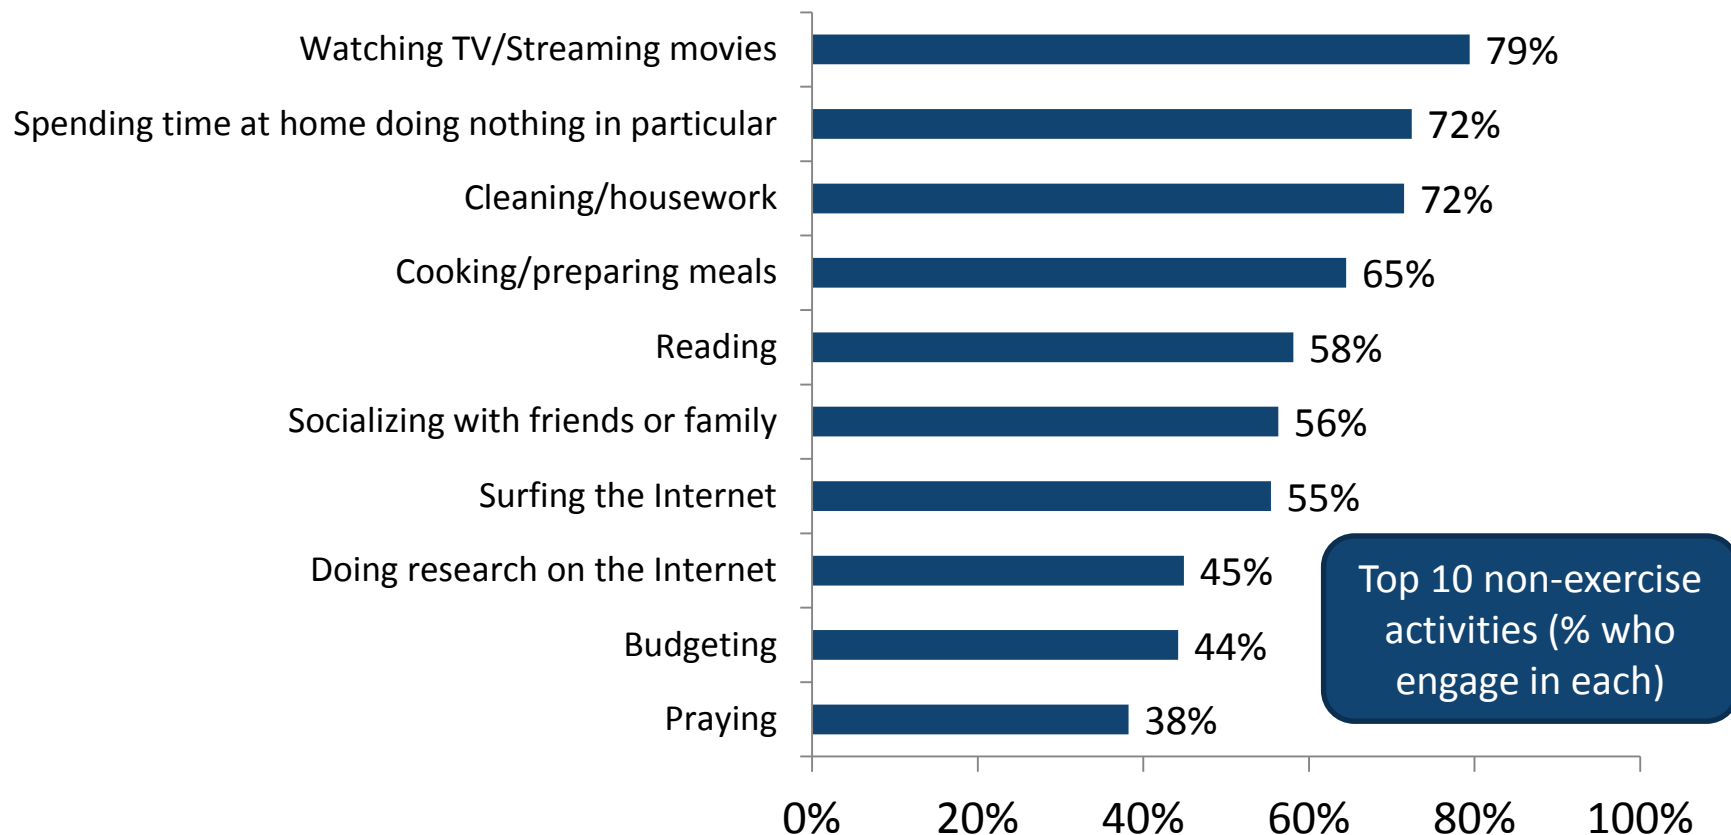 Watching TV/Streaming movies 79%
Spending time at home doing nothing in particular 72%
Cleaning/housework 72%
Cooking/preparing meals 65%
Reading 58%
Socializing with friends or family 56%
Surfing the Internet 55%
Doing research on the Internet 45%
Budgeting 44%
Praying 38%
Top 10 non-exercise
activities (% who
engage in each)
0% 20% 40% 60% 80% 100%